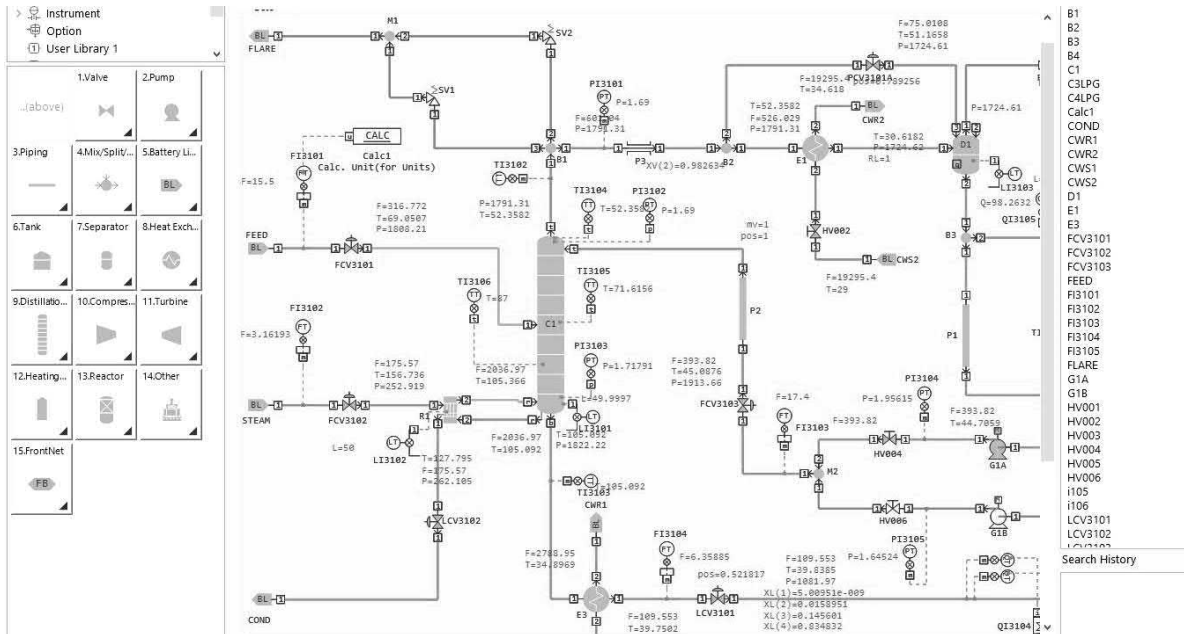 Instrument
Option
User Library 1
..(above)
1.Valve
2.Pump
3.Piping
4.Mix/Split/...
5.Battery Li...
BL
6.Tank
7.Separator
8.Heat Exch...
9.Distillatio...
10.Compres...
11.Turbine
12.Heating...
13.Reactor
14.Other
15.FrontNet
FB
BL
FLARE
M1
SV2
SV1
CALC
Calc1
Calc. Unit(for Units)
FI3101
F=15.5
FEED
BL
FCV3101
F=316.772
T=69.0507
P=1808.21
TI3102
P=1791.31
T=52.3582
B1
PI3101
P=1.69
P=1791.31
P3
XV(2)=0.982634
B2
TI3104
PI3102
P=1.69
TI3105
T=71.6156
TI3106
T=87
C1
PI3103
P=1.71791
FI3102
F=3.16193
STEAM
BL
FCV3102
F=175.57
T=156.736
P=252.919
R1
F=2036.97
T=105.366
F=2036.97
T=105.092
L=50
LI3102
T=127.795
F=175.57
P=262.105
LCV3102
BL
COND
L=49.9997
LI3101
T=105.092
P=1822.22
TI3103
CWR1
BL
F=2788.95
T=34.8969
E3
F=109.553
T=39.7502
FI3104
F=6.35885
pos=0.521817
LCV3101
F=109.553
T=39.8385
P=1081.97
XL(1)=5.00951e-009
XL(2)=0.0158951
XL(3)=0.145601
XL(4)=0.834832
PI3105
P=1.64524
QI3104
F=75.0108
T=51.1658
P=1724.61
PCV3101A
F=19295.4
T=34.618
BL
CWR2
T=52.3582
F=526.029
P=1791.31
E1
T=30.6182
P=1724.62
RL=1
D1
P=1724.61
LI3103
Q=98.2632
QI3105
mv=1
pos=1
HV002
BL CWS2
F=19295.4
T=29
B3
P1
P2
F=393.82
T=45.0876
P=1913.66
FCV3103
F=17.4
FI3103
M2
F=393.82
HV004
PI3104
P=1.95615
F=393.82
T=44.7059
G1A
HV006
G1B
B1
B2
B3
B4
C1
C3LPG
C4LPG
Calc1
COND
CWR1
CWR2
CWS1
CWS2
D1
E1
E3
FCV3101
FCV3102
FCV3103
FEED
FI3101
FI3102
FI3103
FI3104
FI3105
FLARE
G1A
G1B
HV001
HV002
HV003
HV004
HV005
HV006
i105
i106
LCV3101
LCV3102
Search History